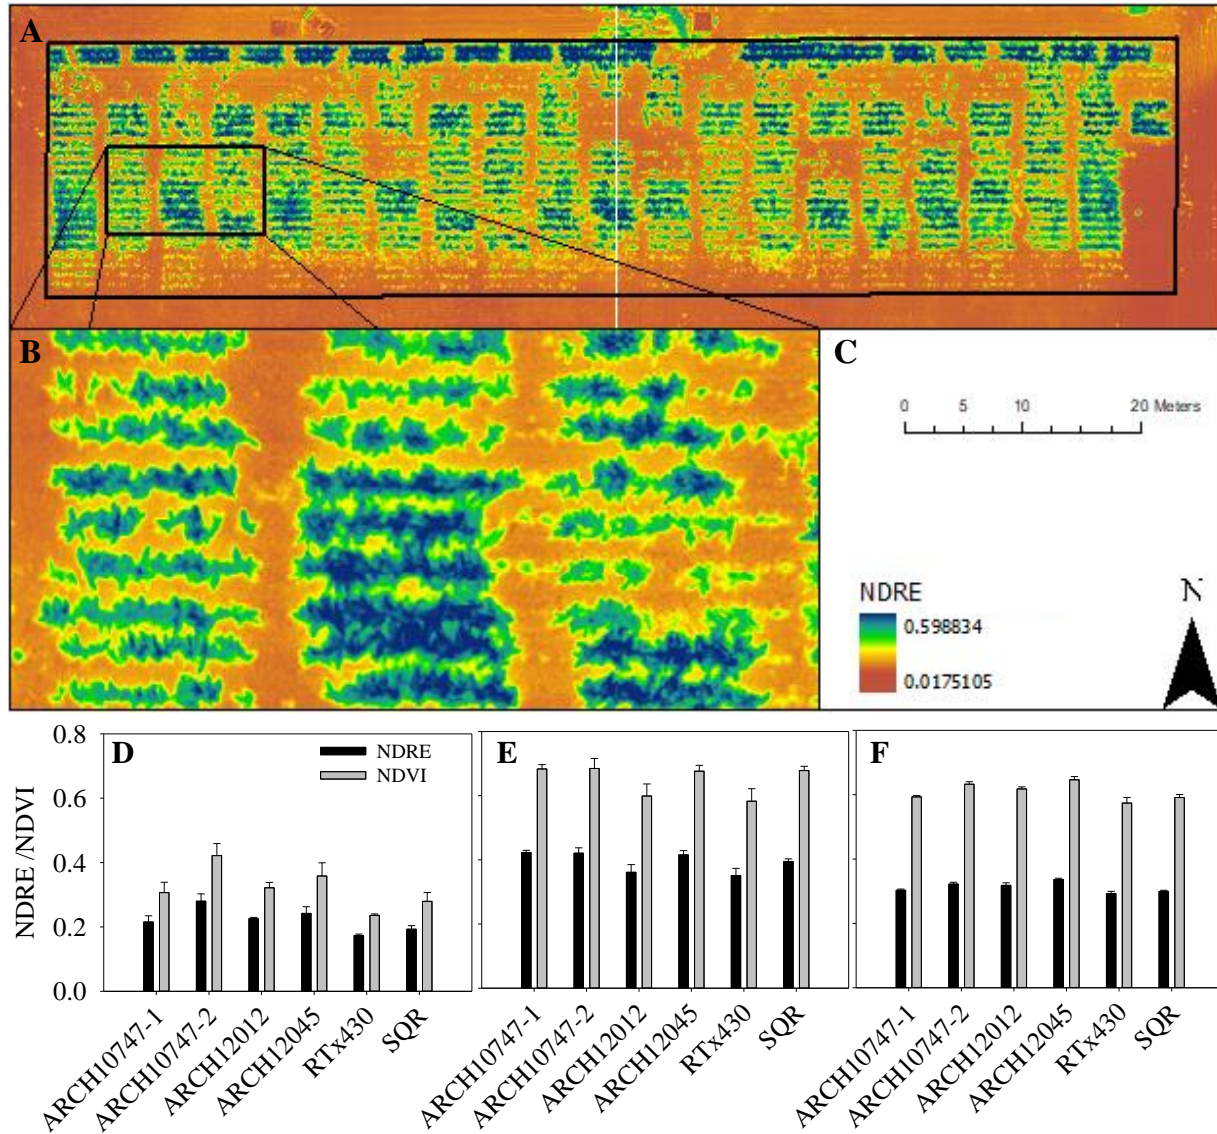 A
B
C
0 5 10 20 Meters
NDRE
0.598834
0.0175105
N
D
NDRE
NDVI
E
F
NDRE /NDVI
0.8
0.6
0.4
0.2
0.0
ARCH10747-1
ARCH10747-2
ARCH12012
ARCH12045
RTx430
SQR
ARCH10747-1
ARCH10747-2
ARCH12012
ARCH12045
RTx430
SQR
ARCH10747-1
ARCH10747-2
ARCH12012
ARCH12045
RTx430
SQR